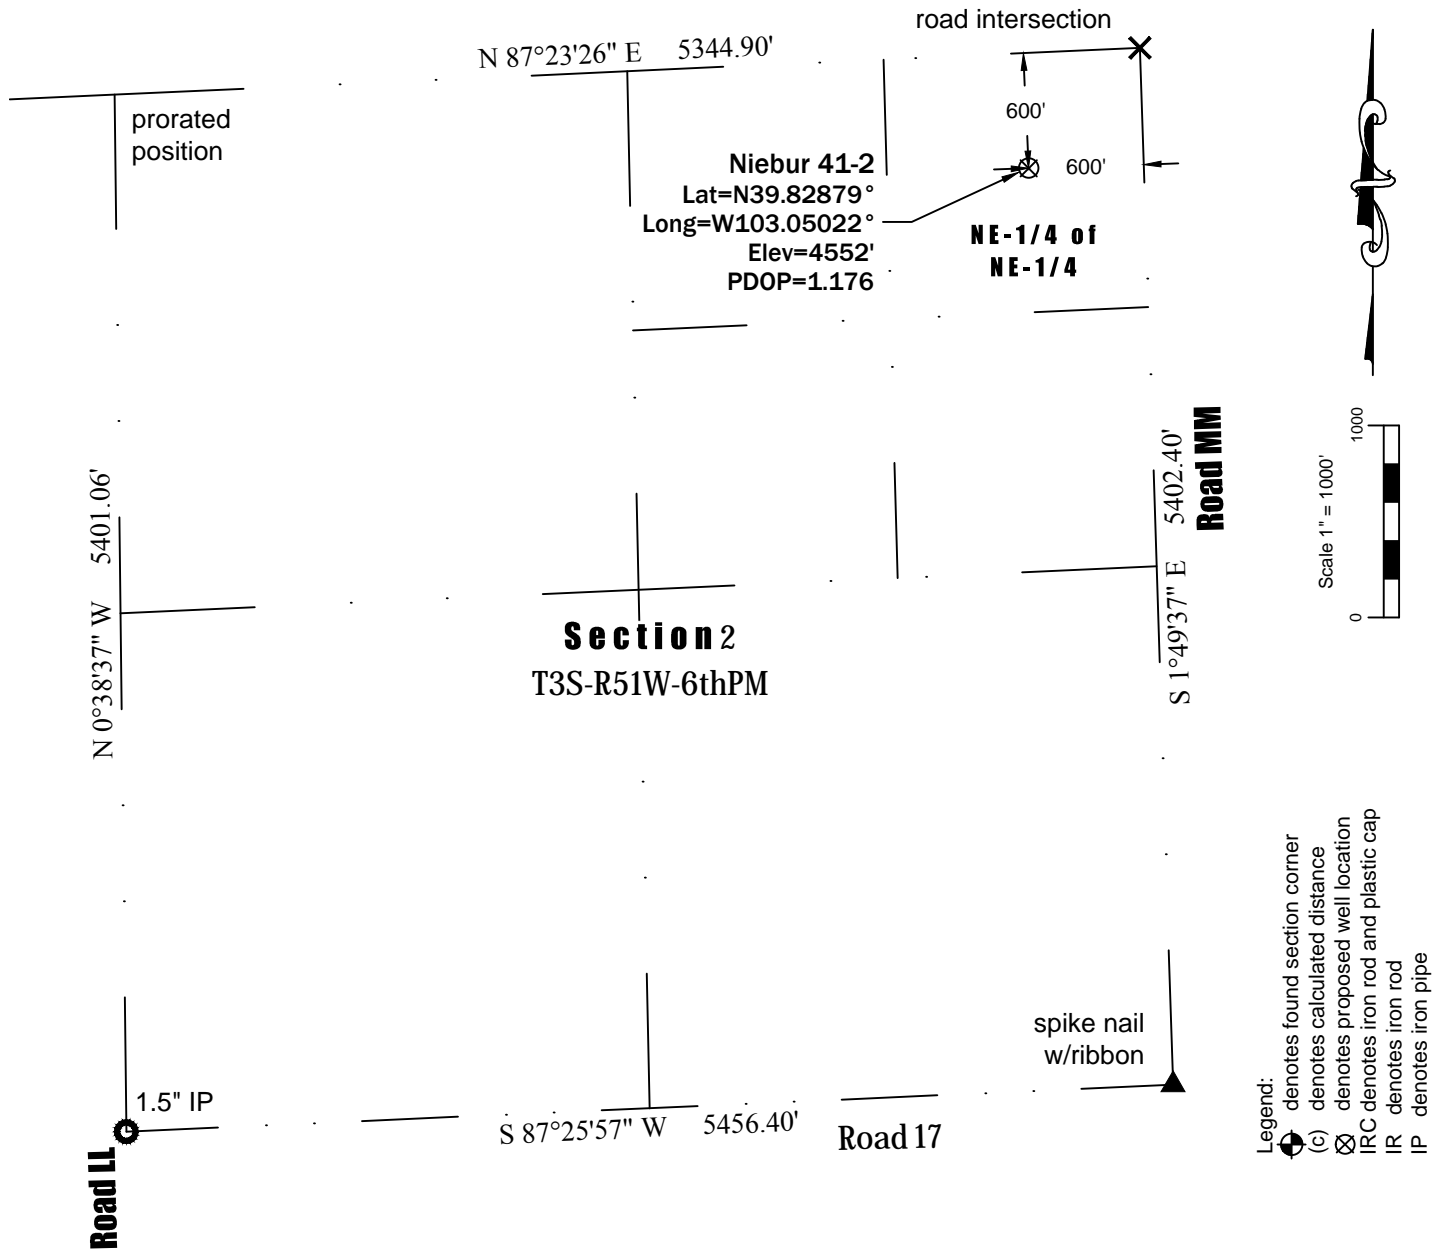 road intersection
N 87°23'26" E 5344.90'
prorated
position
600'
600'
Niebur 41-2
Lat=N39.82879°
Long=W103.05022°
Elev=4552'
PDOP=1.176
NE-1/4 of
NE-1/4
N 0°38'37" W 5401.06'
S 1°49'37" E 5402.40'
Road MM
Scale 1" = 1000'
0
1000
Section 2
T3S-R51W-6thPM
spike nail
w/ribbon
1.5" IP
S 87°25'57" W 5456.40'
Road 17
Road LL
Legend:
denotes found section corner
(c) denotes calculated distance
denotes proposed well location
IRC denotes iron rod and plastic cap
IR denotes iron rod
IP denotes iron pipe